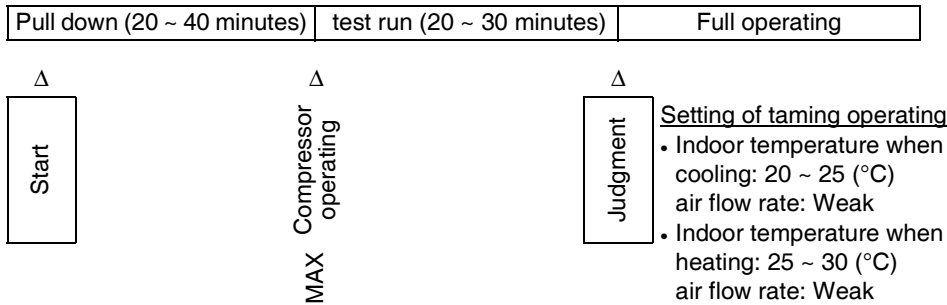 Pull down (20 ~ 40 minutes)
test run (20 ~ 30 minutes)
Full operating
Δ
Δ
Δ
Start
MAX Compressor
operating
Judgment
Setting of taming operating
• Indoor temperature when
cooling: 20 ~ 25 (°C)
air flow rate: Weak
• Indoor temperature when
heating: 25 ~ 30 (°C)
air flow rate: Weak